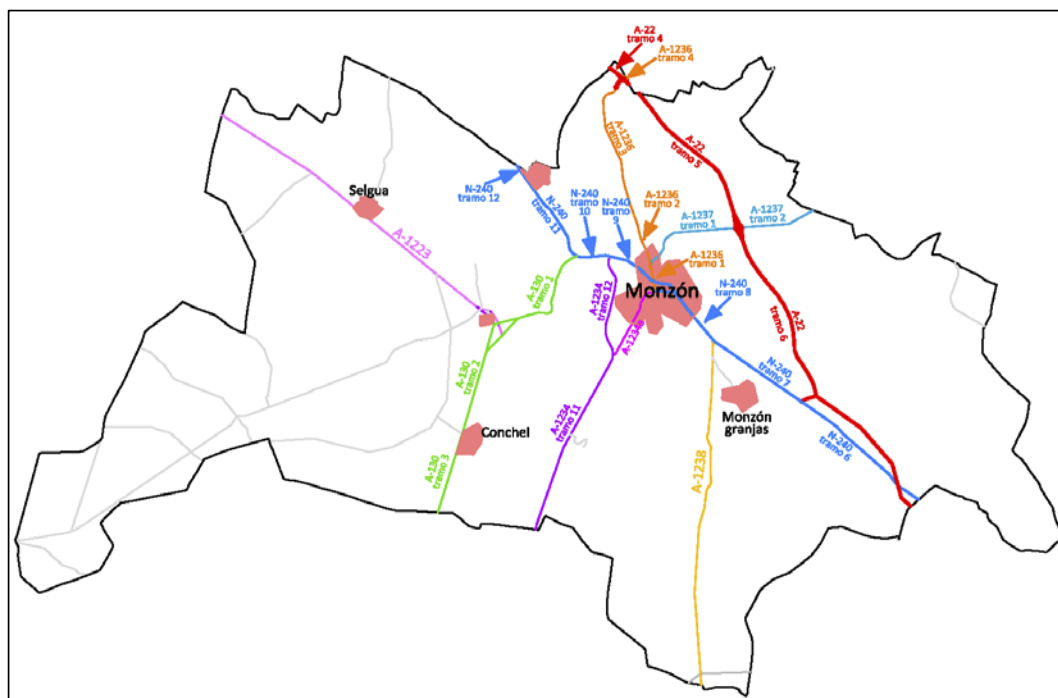 A-22
tramo 4
A-1236
tramo 4
A-1236
tramo 3
A-22
tramo 5
Selgua
N-240
tramo 12
N-240
tramo 11
N-240
tramo
10
N-240
tramo
9
A-1236
tramo 2
A-1237
tramo 1
A-1237
tramo 2
A-1223
A-130
tramo 1
A-1234
tramo 12
A-1236
tramo 1
Monzón
N-240
tramo 8
A-1234a
A-22
tramo 6
A-130
tramo 2
N-240
tramo 7
Monzón
granjas
Conchel
A-1234
tramo 11
N-240
tramo 6
A-130
tramo 3
A-1238